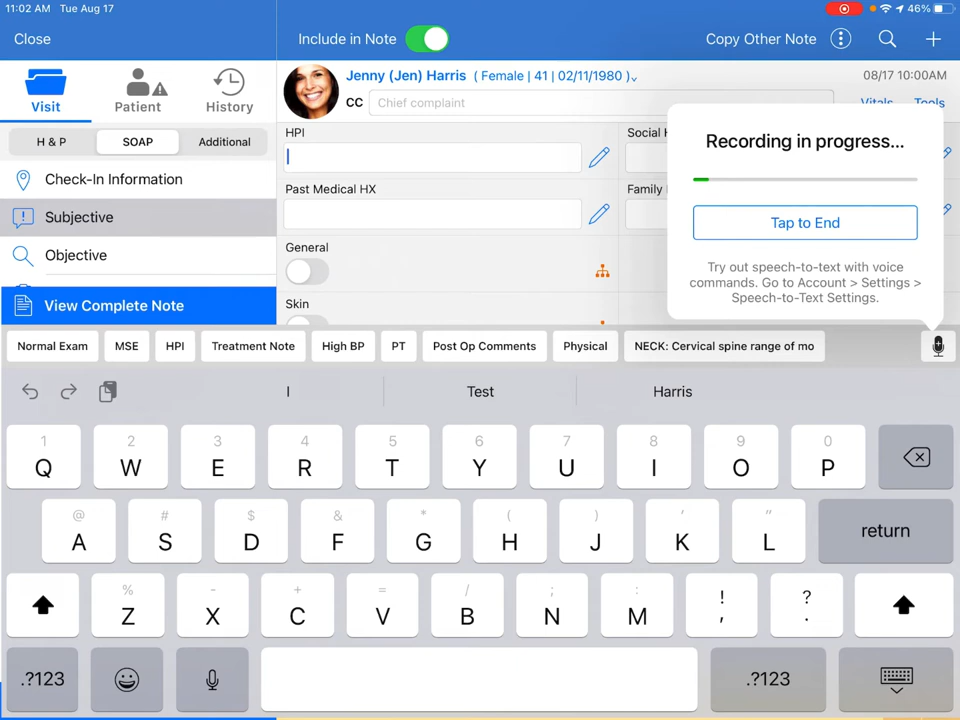 11:02 AM Tue Aug 17
46%
Close
Include in Note
Copy Other Note
Visit
Patient
History
H & P
SOAP
Additional
Check-In Information
Subjective
Objective
View Complete Note
Jenny (Jen) Harris ( Female | 41 | 02/11/1980 )
08/17 10:00AM
CC
Chief complaint
Vitals
Tools
HPI
Social H
Past Medical HX
Family
General
Skin
Recording in progress...
Tap to End
Try out speech-to-text with voice
commands. Go to Account > Settings >
Speech-to-Text Settings.
Normal Exam
MSE
HPI
Treatment Note
High BP
PT
Post Op Comments
Physical
NECK: Cervical spine range of mo
I
Test
Harris
1 2 3 4 5 6 7 8 9 0
Q W E R T Y U I O P
@ # $ & * ( ) ' "
A S D F G H J K L
return
% - + = / ; : ! ?
Z X C V B N M , .
.?123
.?123